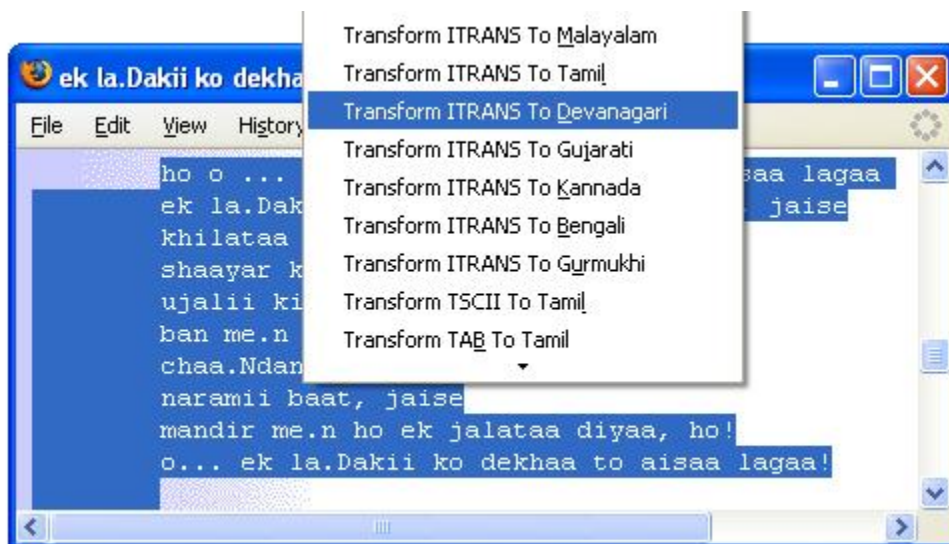 Transform ITRANS To Malayalam
Transform ITRANS To Tamil
Transform ITRANS To Devanagari
Transform ITRANS To Gujarati
Transform ITRANS To Kannada
Transform ITRANS To Bengali
Transform ITRANS To Gurmukhi
Transform TSCII To Tamil
Transform TAB To Tamil
ek la.Dakii ko dekha
File Edit View History
ho o ... saa lagaa
ek la.Dak jaise
khilataa
shaayar k
ujalii ki
ban me.n
chaa.Ndan
naramii baat, jaise
mandir me.n ho ek jalataa diyaa, ho!
o... ek la.Dakii ko dekhaa to aisaa lagaa!